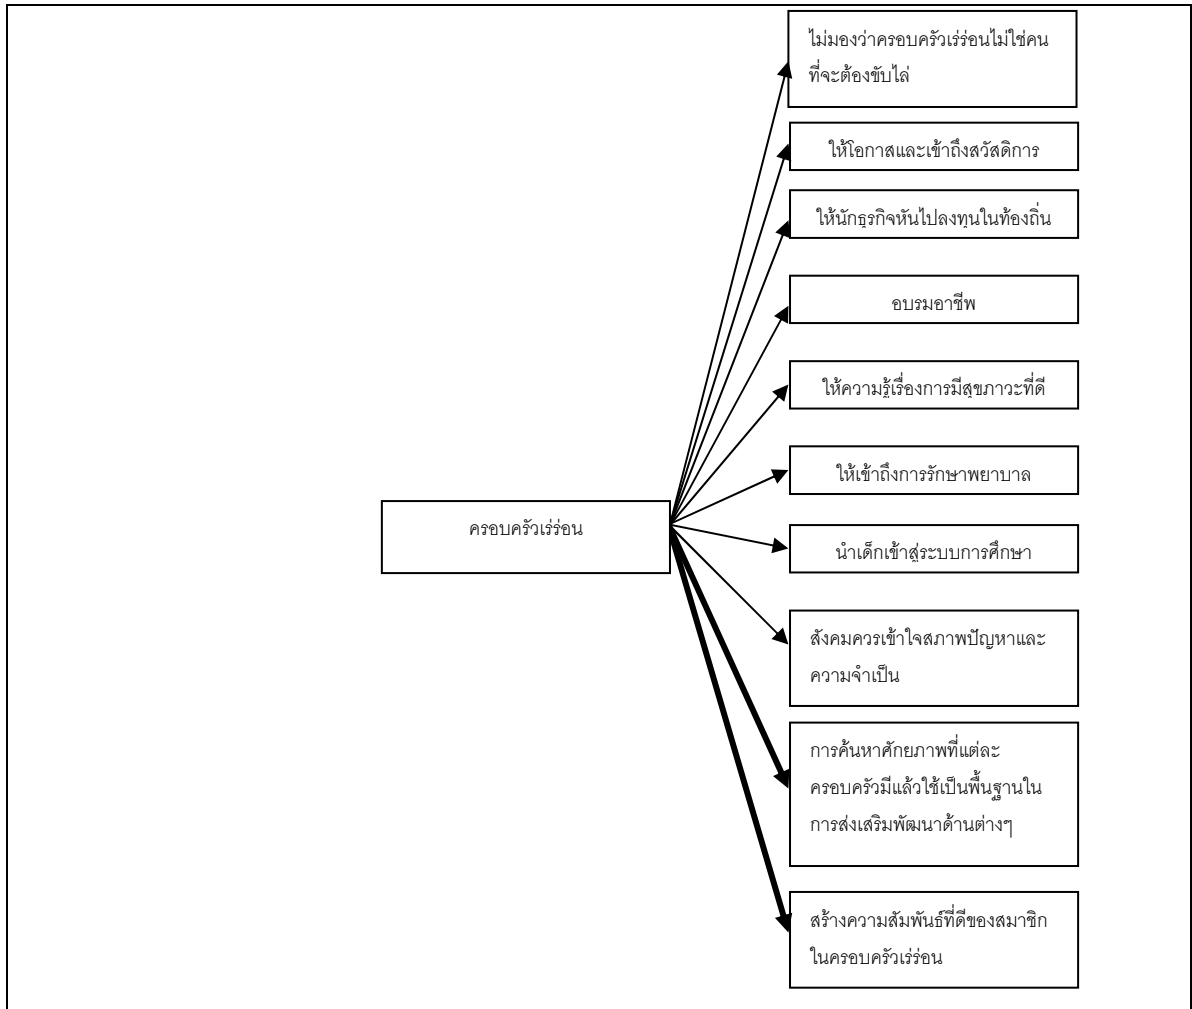 ไม่มองว่าครอบครัวเร่ร่อนไม่ใช่คน
ที่จะต้องขับไล่
ให้โอกาสและเข้าถึงสวัสดิการ
ให้นักธุรกิจหันไปลงทุนในท้องถิ่น
อบรมอาชีพ
ให้ความรู้เรื่องการมีสุขภาวะที่ดี
ให้เข้าถึงการรักษาพยาบาล
ครอบครัวเร่ร่อน
นำเด็กเข้าสู่ระบบการศึกษา
สังคมควรเข้าใจสภาพปัญหาและ
ความจำเป็น
การค้นหาศักยภาพที่แต่ละ
ครอบครัวมีแล้วใช้เป็นพื้นฐานใน
การส่งเสริมพัฒนาด้านต่างๆ
สร้างความสัมพันธ์ที่ดีของสมาชิก
ในครอบครัวเร่ร่อน